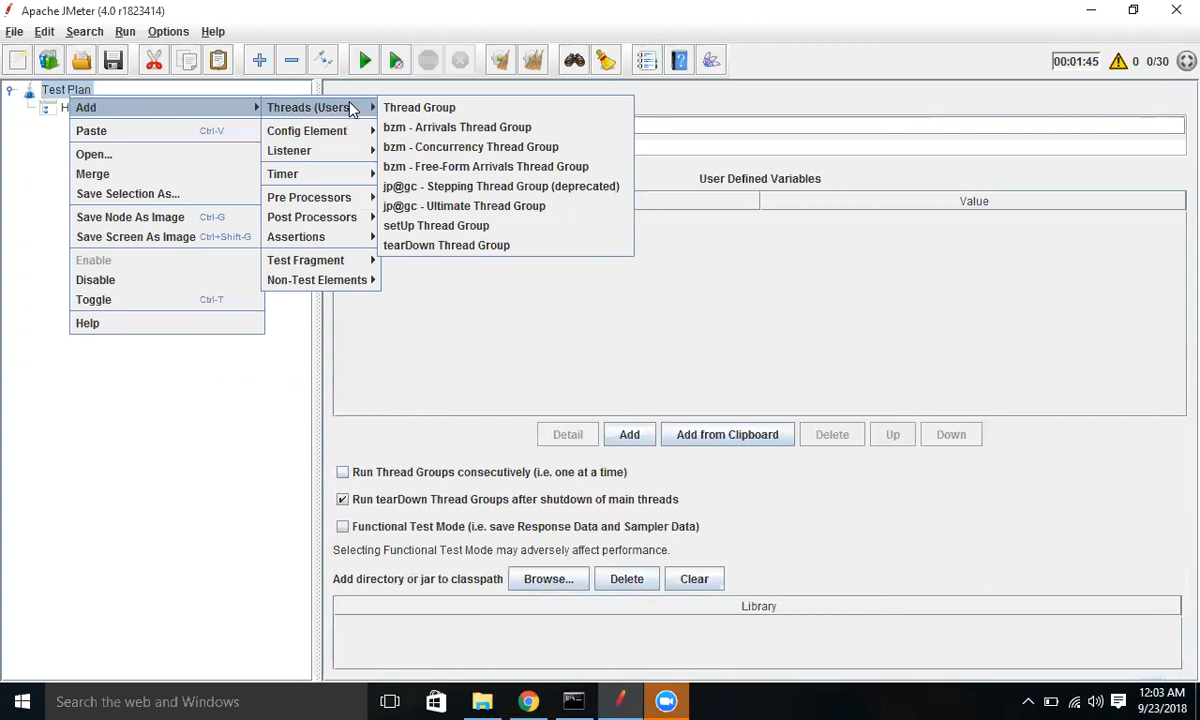 Apache JMeter (4.0 r1823414)
File Edit Search Run Options Help
00:01:45 0 0/30
Test Plan
H
Add
Paste Ctrl-V
Open...
Merge
Save Selection As...
Save Node As Image Ctrl-G
Save Screen As Image Ctrl+Shift-G
Enable
Disable
Toggle Ctrl-T
Help
Threads (Users
Config Element
Listener
Timer
Pre Processors
Post Processors
Assertions
Test Fragment
Non-Test Elements
Thread Group
bzm - Arrivals Thread Group
bzm - Concurrency Thread Group
bzm - Free-Form Arrivals Thread Group
jp@gc - Stepping Thread Group (deprecated)
jp@gc - Ultimate Thread Group
setUp Thread Group
tearDown Thread Group
User Defined Variables
Value
Detail Add Add from Clipboard Delete Up Down
Run Thread Groups consecutively (i.e. one at a time)
Run tearDown Thread Groups after shutdown of main threads
Functional Test Mode (i.e. save Response Data and Sampler Data)
Selecting Functional Test Mode may adversely affect performance.
Add directory or jar to classpath Browse... Delete Clear
Library
Search the web and Windows
12:03 AM
9/23/2018